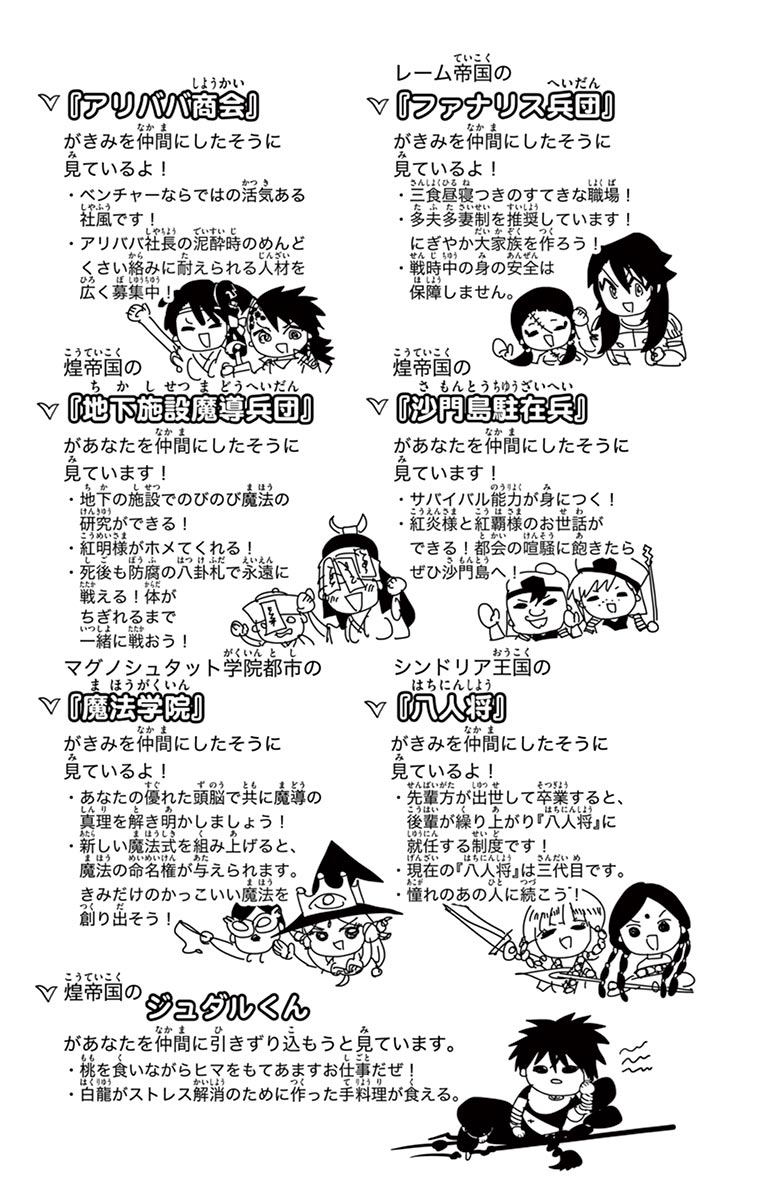 レーム帝国の
『ファナリス兵団』
がきみを仲間にしたそうに
見ているよ！
・三食昼寝つきのすてきな職場！
・多夫多妻制を推奨しています！
にぎやか大家族を作ろう！
・戦時中の身の安全は
保障しません。
『アリババ商会』
がきみを仲間にしたそうに
見ているよ！
・ベンチャーならではの活気ある
社風です！
・アリババ社長の泥酔時のめんど
くさい絡みに耐えられる人材を
広く募集中！
煌帝国の
『沙門島駐在兵』
があなたを仲間にしたそうに
見ています！
・サバイバル能力が身につく！
・紅炎様と紅覇様のお世話が
できる！都会の喧騒に飽きたら
ぜひ沙門島へ！
煌帝国の
『地下施設魔導兵団』
があなたを仲間にしたそうに
見ています！
・地下の施設でのびのび魔法の
研究ができる！
・紅明様がホメてくれる！
・死後も防腐の八卦札で永遠に
戦える！体が
ちぎれるまで
一緒に戦おう！
シンドリア王国の
『八人将』
がきみを仲間にしたそうに
見ているよ！
・先輩方が出世して卒業すると、
後輩が繰り上がり『八人将』に
就任する制度です！
・現在の『八人将』は三代目です。
・憧れのあの人に続こう！
マグノシュタット学院都市の
『魔法学院』
がきみを仲間にしたそうに
見ているよ！
・あなたの優れた頭脳で共に魔導の
真理を解き明かしましょう！
・新しい魔法式を組み上げると、
魔法の命名権が与えられます。
きみだけのかっこいい魔法を
創り出そう！
煌帝国の
ジュダルくん
があなたを仲間に引きずり込もうと見ています。
・桃を食いながらヒマをもてあますお仕事だぜ！
・白龍がストレス解消のために作った手料理が食える。